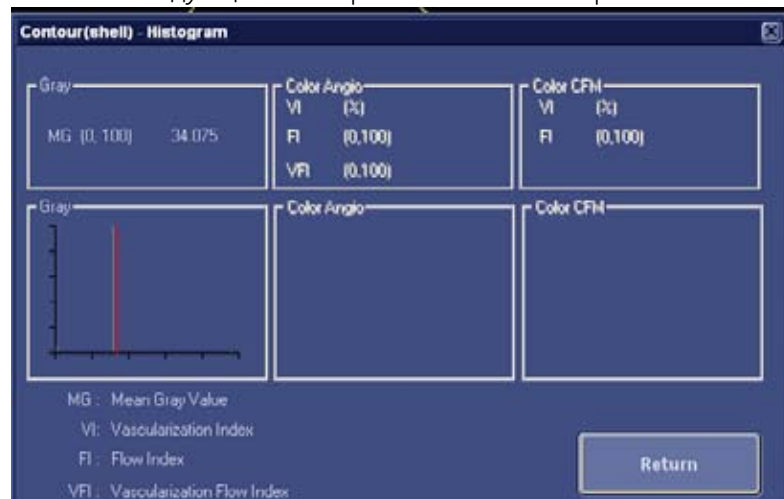 Contour(shell) - Histogram
Gray
MG (0, 100) 34.075
Color Angio
VI (%)
FI (0,100)
VFI (0,100)
Color CFM
VI (%)
FI (0,100)
Gray
Color Angio
Color CFM
MG : Mean Gray Value
VI: Vascularization Index
FI : Flow Index
VFI : Vascularization Flow Index
Return